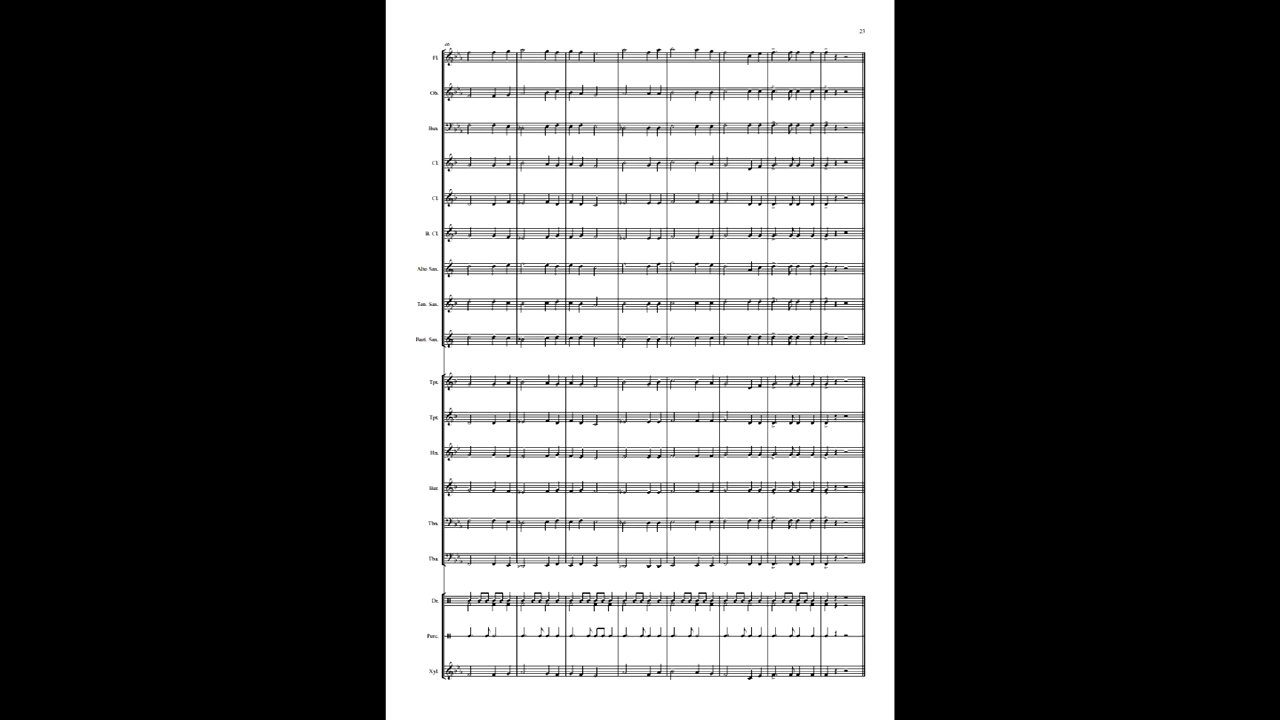 23
Fl.
Ob.
Bsn.
Cl.
Cl.
B. Cl.
Alto Sax.
Ten. Sax.
Bari. Sax.
Tpt.
Tpt.
Hn.
Bar.
Tbn.
Tba.
Dr.
Perc.
Xyl.